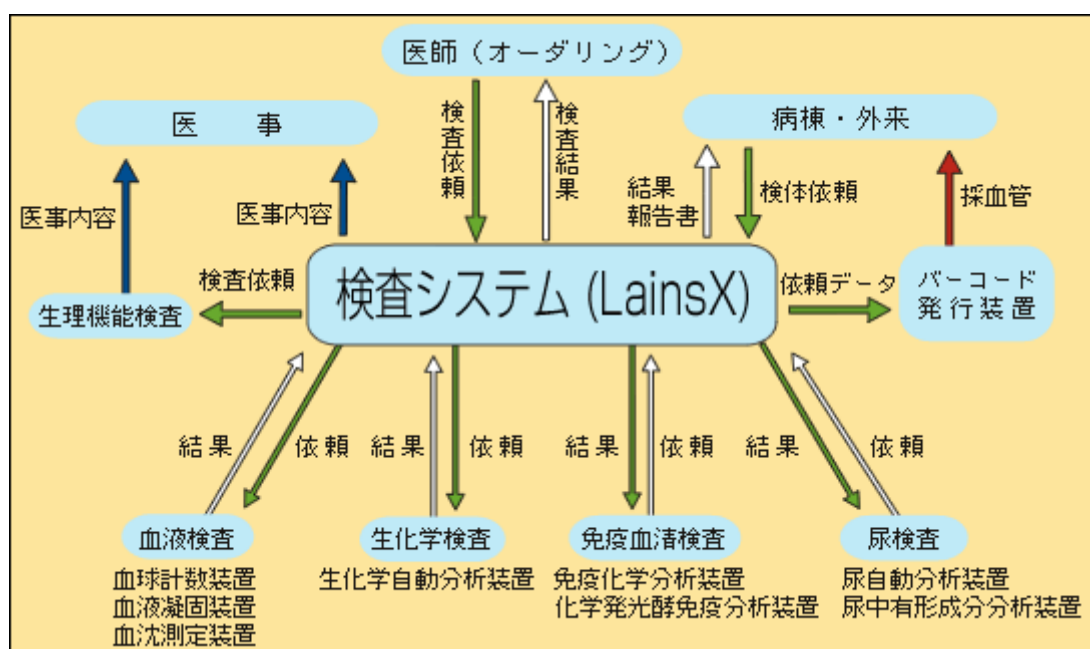 医師（オーダリング）
医　事
病棟・外来
検査依頼
検査結果
結果
報告書
検体依頼
採血管
医事内容
医事内容
検査依頼
検査システム (LainsX)
依頼データ
バーコード
発行装置
生理機能検査
結果
依頼
結果
依頼
結果
依頼
結果
依頼
血液検査
生化学検査
免疫血清検査
尿検査
血球計数装置
血液凝固装置
血沈測定装置
生化学自動分析装置
免疫化学分析装置
化学発光酵免疫分析装置
尿自動分析装置
尿中有形成分分析装置